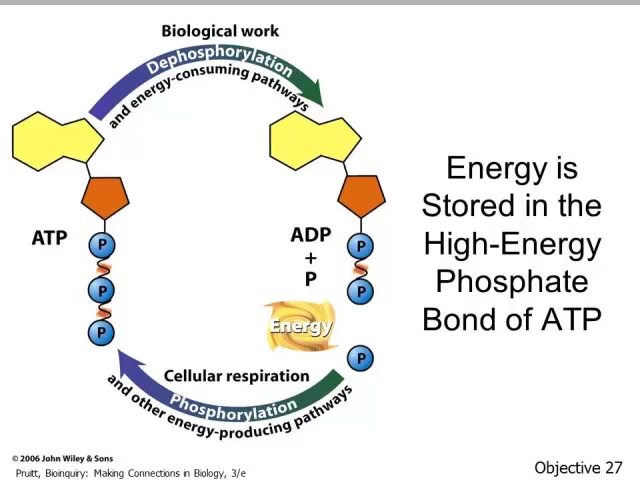 Biological work
Dephosphorylation
and energy-consuming pathways
Energy is
Stored in the
High-Energy
Phosphate
Bond of ATP
ATP
P
P
P
ADP
+
P
P
P
Energy
P
Cellular respiration
Phosphorylation
and other energy-producing pathways
© 2006 John Wiley & Sons
Pruitt, Bioinquiry: Making Connections in Biology, 3/e
Objective 27